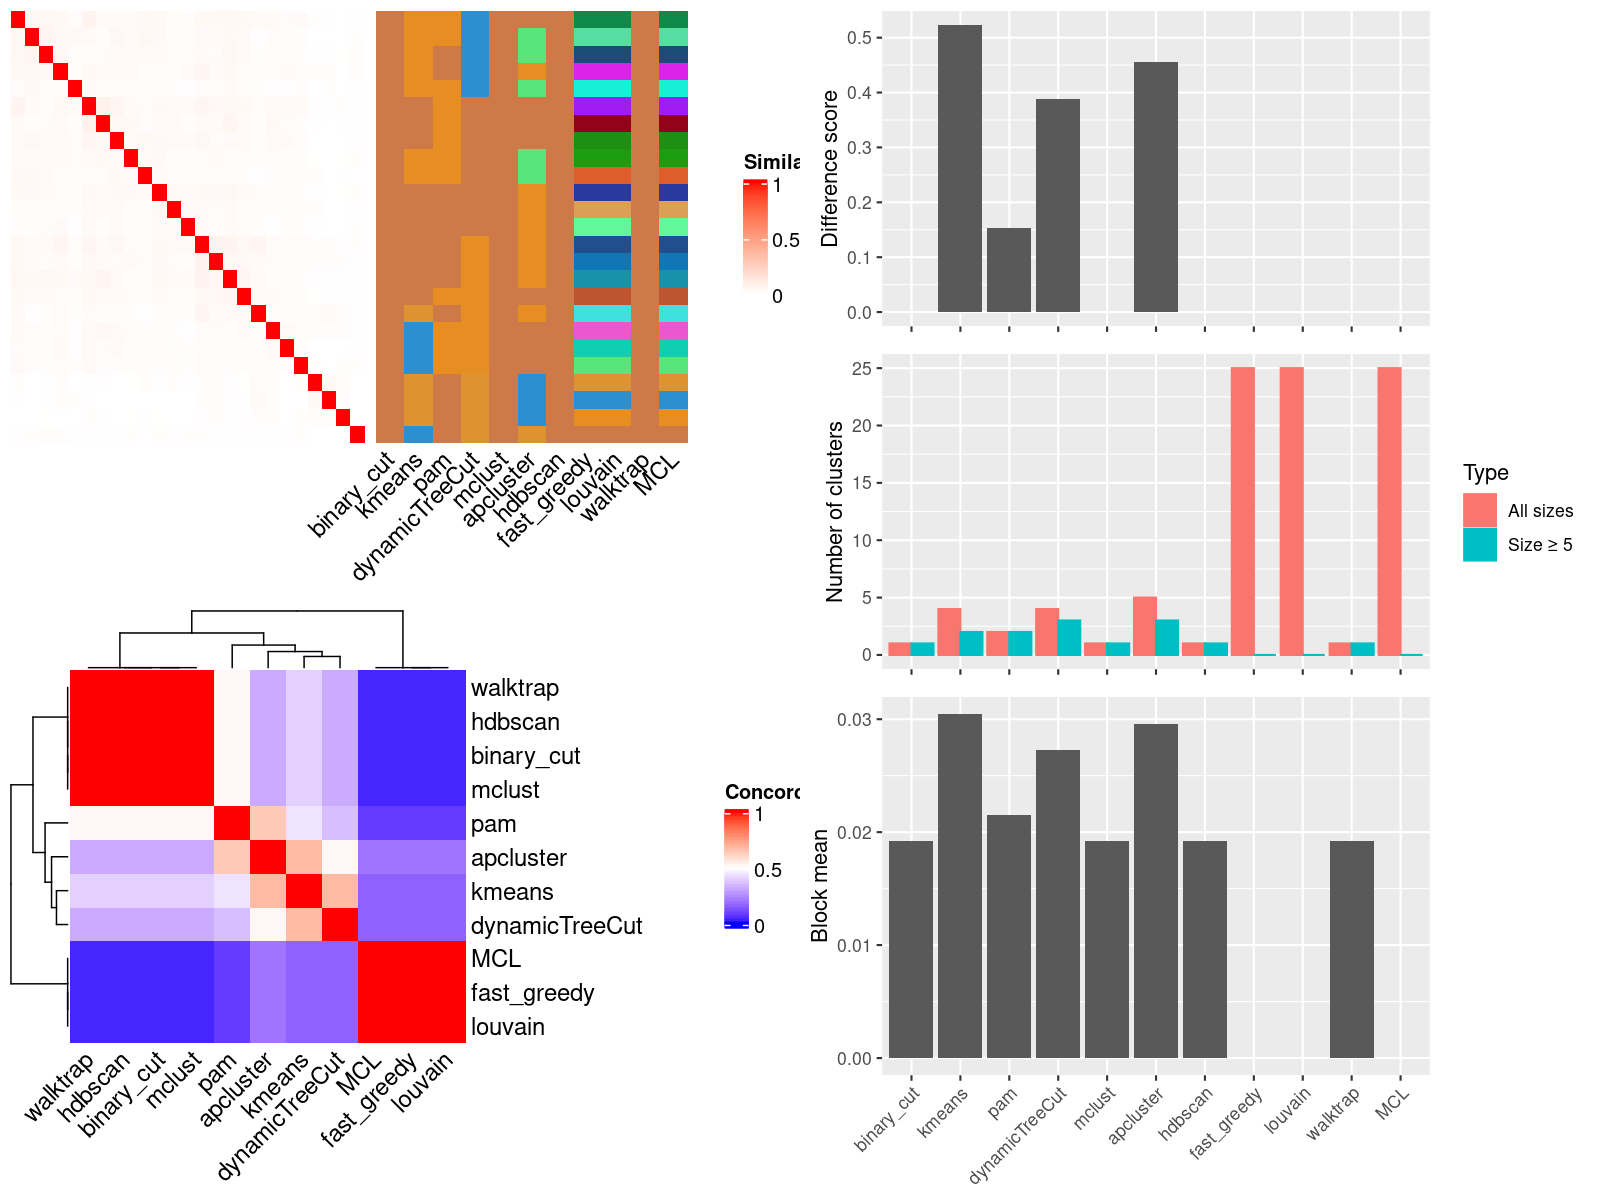 Simila
1
0.5
0
binary_cut
kmeans
pam
dynamicTreeCut
mclust
apcluster
hdbscan
fast_greedy
louvain
walktrap
MCL
walktrap
hdbscan
binary_cut
mclust
pam
apcluster
kmeans
dynamicTreeCut
MCL
fast_greedy
louvain
Concord
1
0.5
0
walktrap
hdbscan
binary_cut
mclust
pam
apcluster
kmeans
dynamicTreeCut
MCL
fast_greedy
louvain
Difference score
0.5
0.4
0.3
0.2
0.1
0.0
Number of clusters
25
20
15
10
5
0
Type
All sizes
Size ≥ 5
Block mean
0.03
0.02
0.01
0.00
binary_cut
kmeans
pam
dynamicTreeCut
mclust
apcluster
hdbscan
fast_greedy
louvain
walktrap
MCL